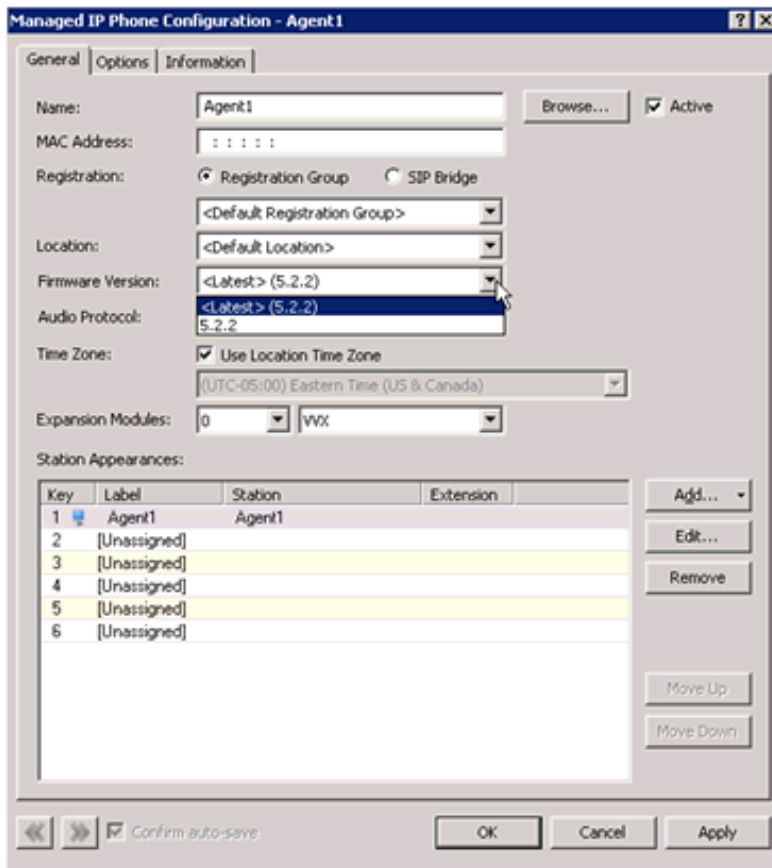 Managed IP Phone Configuration - Agent1
General Options Information
Name: Agent1 Browse... Active
MAC Address: : : : : :
Registration: Registration Group SIP Bridge
<Default Registration Group>
Location: <Default Location>
Firmware Version: <Latest> (5.2.2)
<Latest> (5.2.2)
Audio Protocol: 5.2.2
Time Zone: Use Location Time Zone
(UTC-05:00) Eastern Time (US & Canada)
Expansion Modules: 0 VVX
Station Appearances:
Key Label Station Extension Add...
1 Agent1 Agent1
2 [Unassigned] Edit...
3 [Unassigned]
4 [Unassigned] Remove
5 [Unassigned]
6 [Unassigned]
Move Up
Move Down
Confirm auto-save OK Cancel Apply